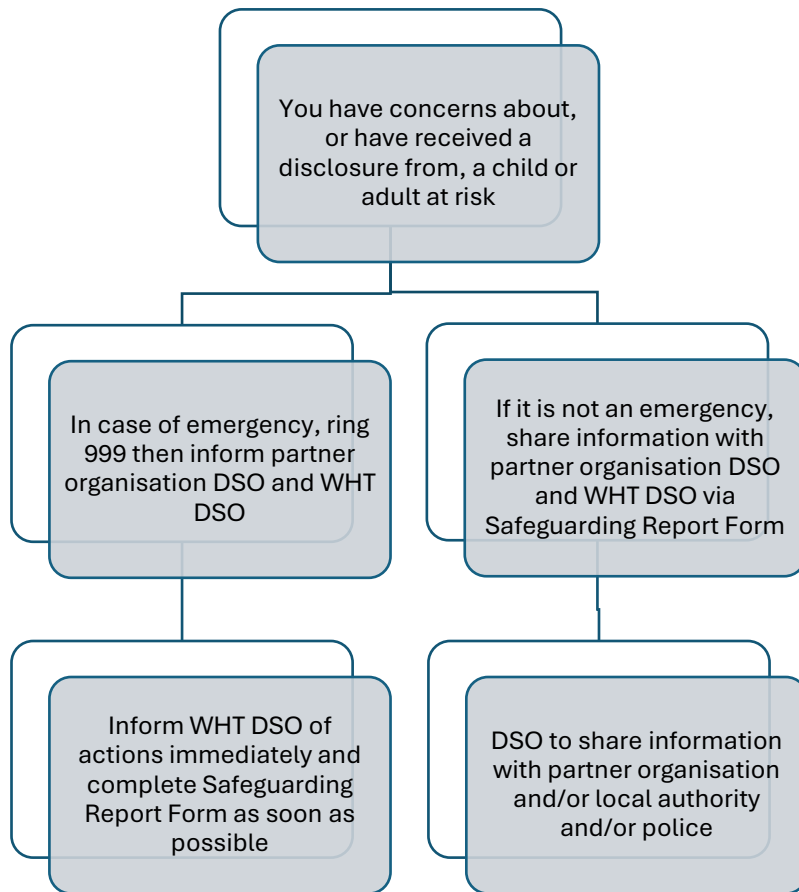 You have concerns about,
or have received a
disclosure from, a child or
adult at risk
In case of emergency, ring
999 then inform partner
organisation DSO and WHT
DSO
If it is not an emergency,
share information with
partner organisation DSO
and WHT DSO via
Safeguarding Report Form
Inform WHT DSO of
actions immediately and
complete Safeguarding
Report Form as soon as
possible
DSO to share information
with partner organisation
and/or local authority
and/or police